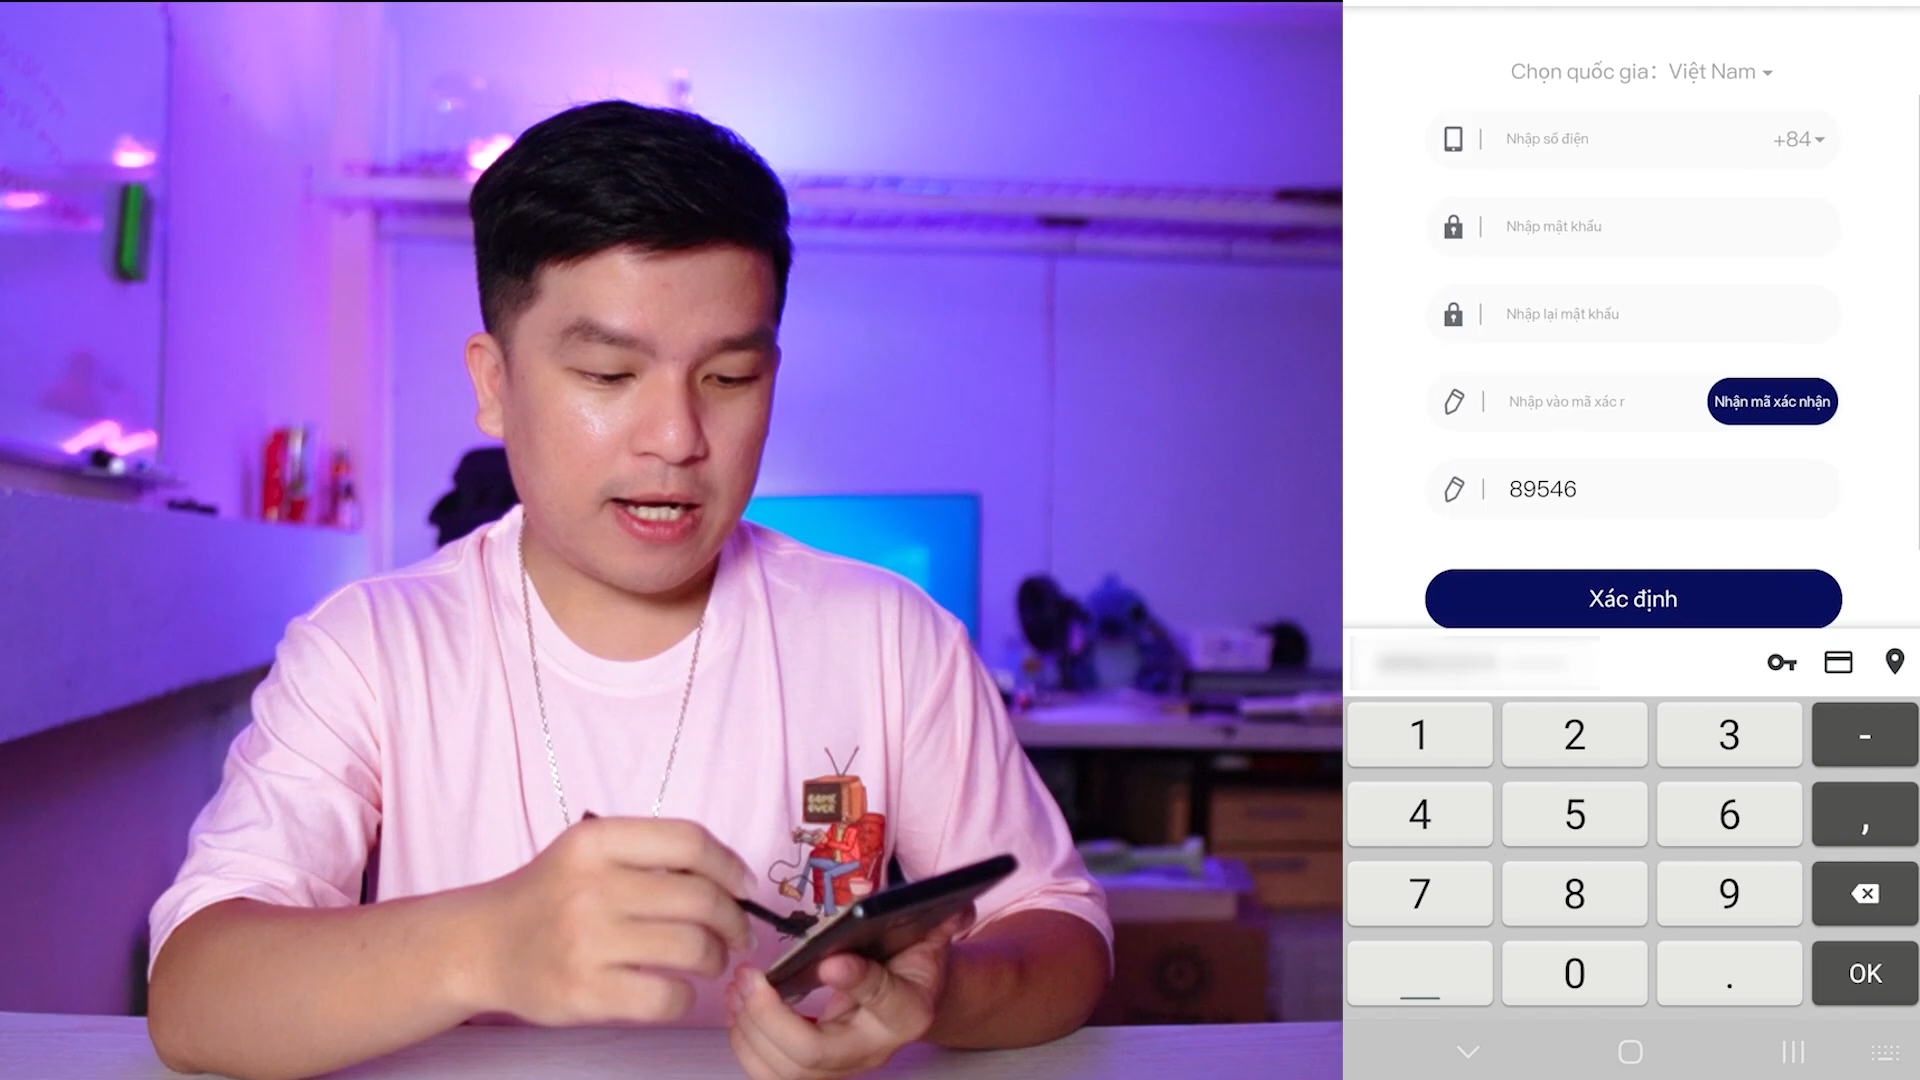 Chọn quốc gia: Việt Nam
Nhập số điện
+84
Nhập mật khẩu
Nhập lại mật khẩu
Nhập vào mã xác r
Nhận mã xác nhận
89546
Xác định
1 2 3 -
4 5 6 ,
7 8 9
0 . OK
GAME
OVER